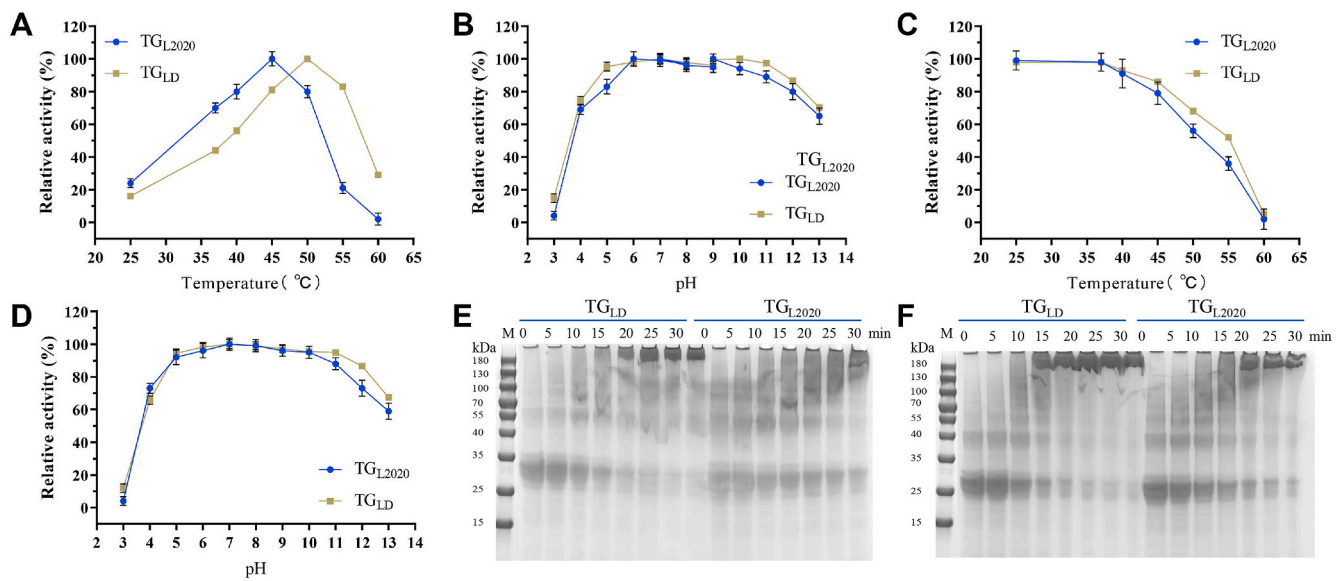 A
Relative activity (%)
120
100
80
60
40
20
0
20 25 30 35 40 45 50 55 60 65
Temperature( ℃)
TGL2020
TGLD
B
Relative activity (%)
120
100
80
60
40
20
0
2 3 4 5 6 7 8 9 10 11 12 13 14
pH
TGL2020
TGL2020
TGLD
C
Relative activity (%)
120
100
80
60
40
20
0
20 25 30 35 40 45 50 55 60 65
Temperature( ℃)
TGL2020
TGLD
D
Relative activity (%)
120
100
80
60
40
20
0
2 3 4 5 6 7 8 9 10 11 12 13 14
pH
TGL2020
TGLD
E
TGLD TGL2020
M 0 5 10 15 20 25 30 0 5 10 15 20 25 30 min
kDa
180
130
100
70
55
40
35
25
15
F
TGLD TGL2020
M 0 5 10 15 20 25 30 0 5 10 15 20 25 30 min
kDa
180
130
100
70
55
40
35
25
15